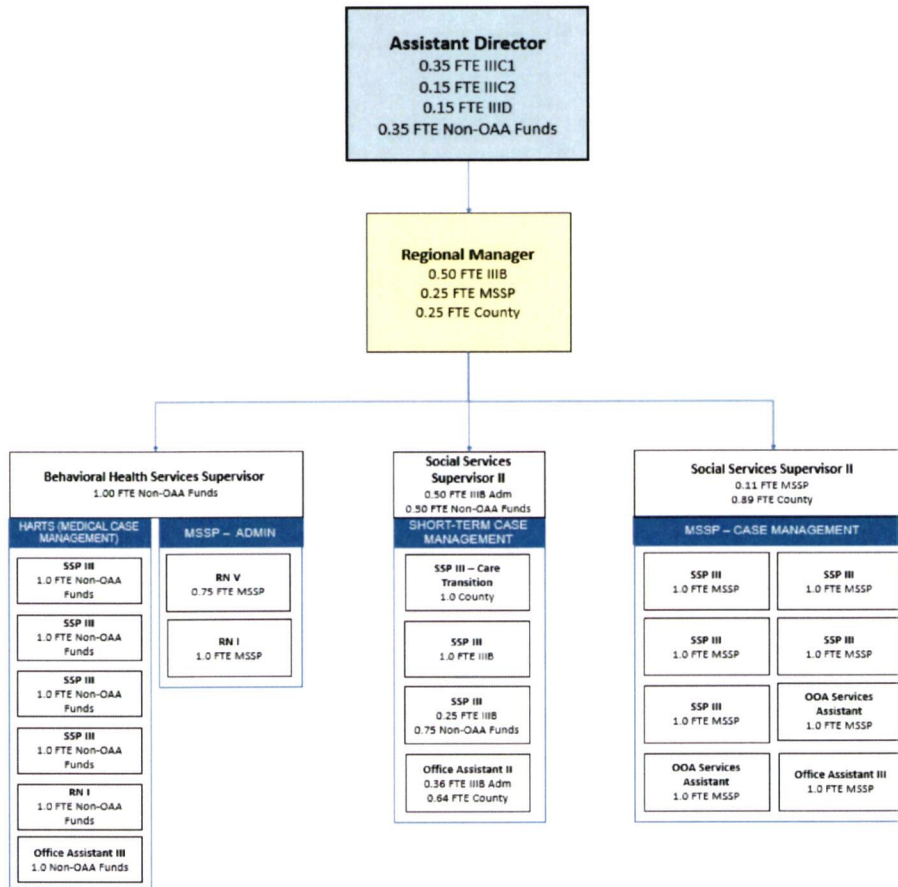 Assistant Director
0.35 FTE IIIC1
0.15 FTE IIIC2
0.15 FTE IIID
0.35 FTE Non-OAA Funds
Regional Manager
0.50 FTE IIIB
0.25 FTE MSSP
0.25 FTE County
Behavioral Health Services Supervisor
1.00 FTE Non-OAA Funds
HARTS (MEDICAL CASE
MANAGEMENT)
SSP III
1.0 FTE Non-OAA
Funds
SSP III
1.0 FTE Non-OAA
Funds
SSP III
1.0 FTE Non-OAA
Funds
SSP III
1.0 FTE Non-OAA
Funds
RN I
1.0 FTE Non-OAA
Funds
Office Assistant III
1.0 Non-OAA Funds
MSSP – ADMIN
RN V
0.75 FTE MSSP
RN I
1.0 FTE MSSP
Social Services
Supervisor II
0.50 FTE IIIB Adm
0.50 FTE Non-OAA Funds
SHORT-TERM CASE
MANAGEMENT
SSP III – Care
Transition
1.0 County
SSP III
1.0 FTE IIIB
SSP III
0.25 FTE IIIB
0.75 Non-OAA Funds
Office Assistant II
0.36 FTE IIIB Adm
0.64 FTE County
Social Services Supervisor II
0.11 FTE MSSP
0.89 FTE County
MSSP – CASE MANAGEMENT
SSP III
1.0 FTE MSSP
SSP III
1.0 FTE MSSP
SSP III
1.0 FTE MSSP
SSP III
1.0 FTE MSSP
SSP III
1.0 FTE MSSP
OOA Services
Assistant
1.0 FTE MSSP
OOA Services
Assistant
1.0 FTE MSSP
Office Assistant III
1.0 FTE MSSP